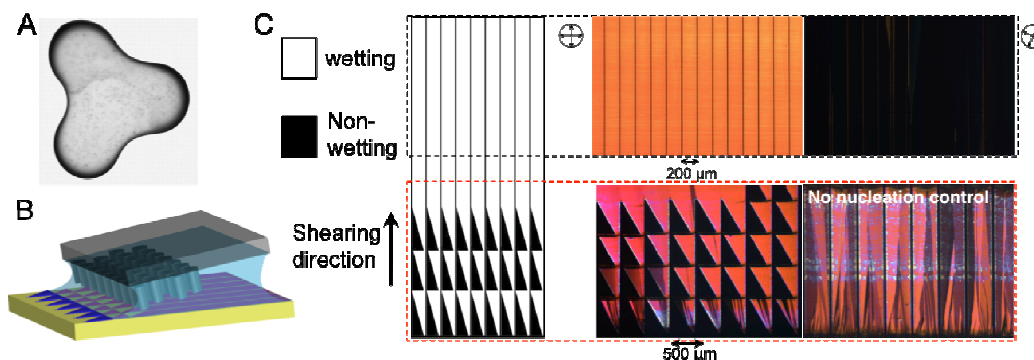 A
B
C
wetting
Non-
wetting
Shearing
direction
200 µm
No nucleation control
500 µm